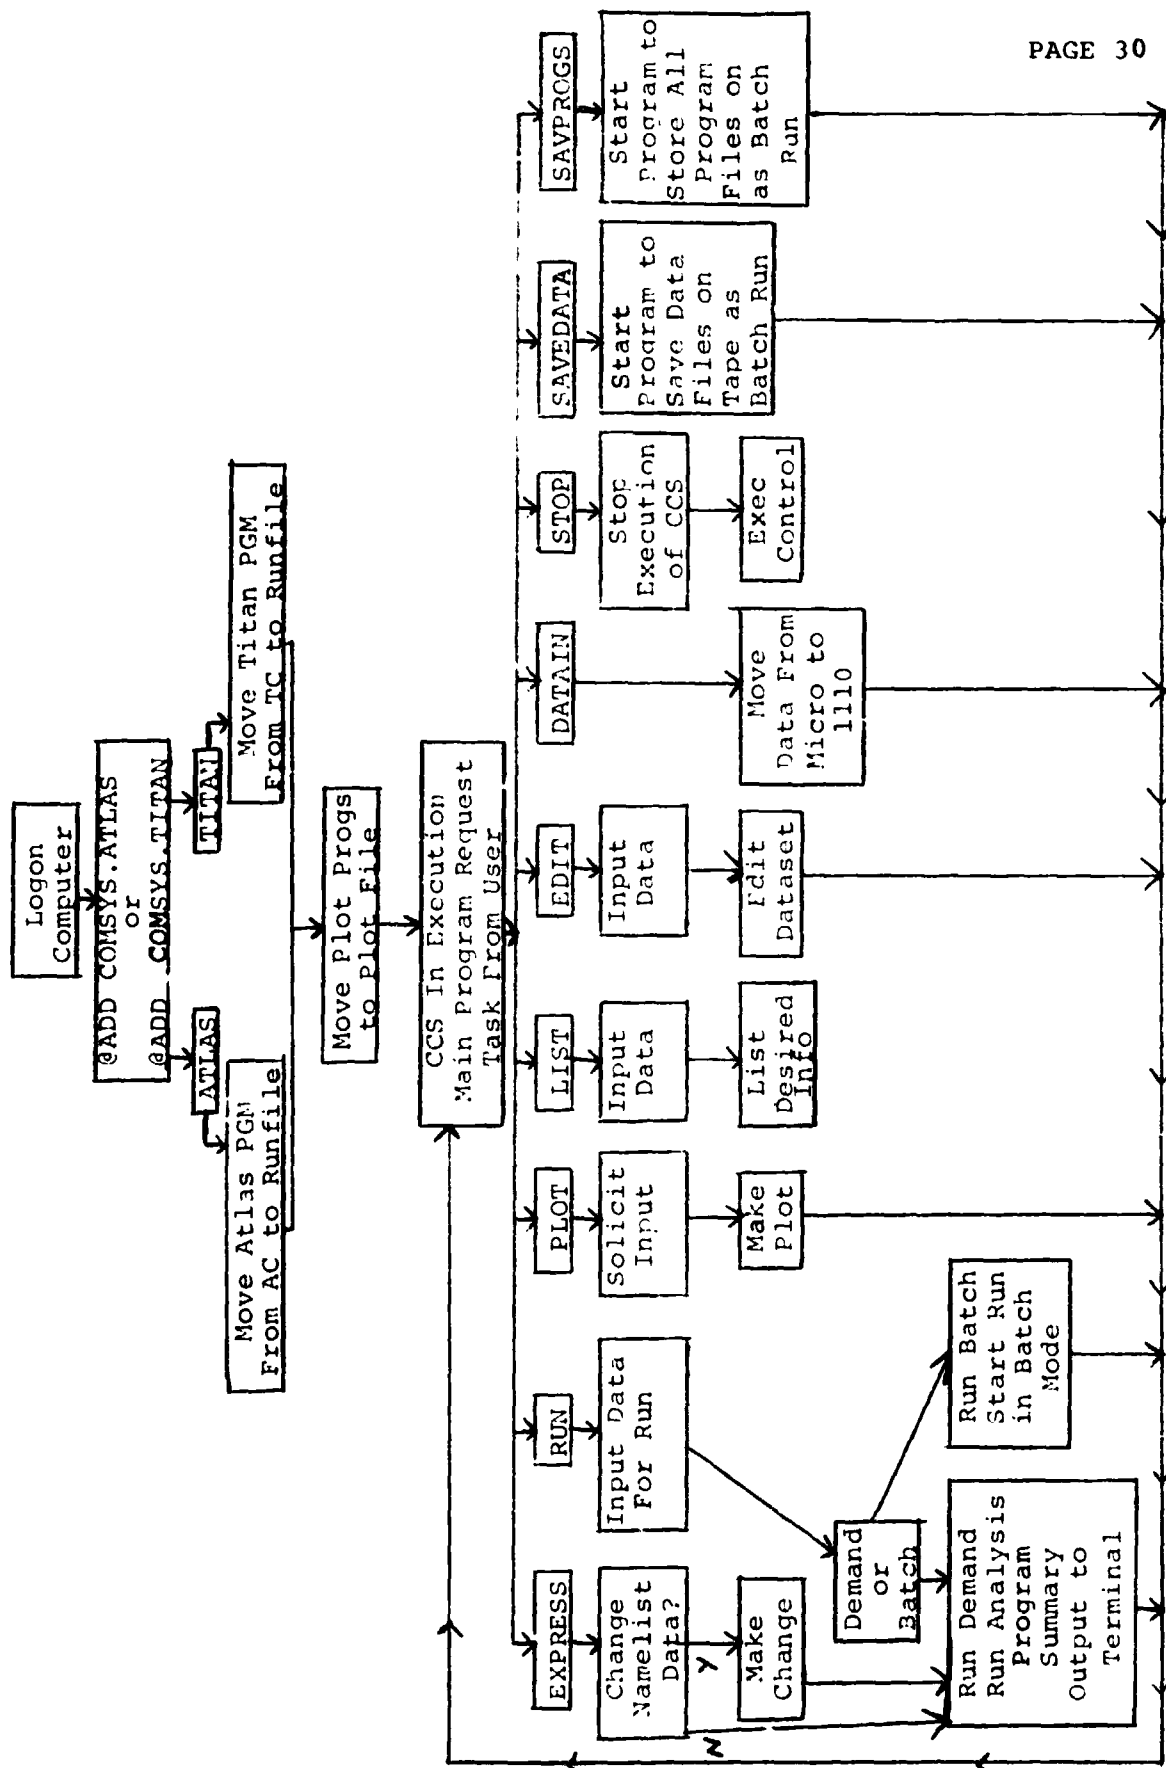 PAGE 30
Logon
Computer
@ADD COMSYS.ATLAS
or
@ADD COMSYS.TITAN
ATLAS
TITAN
Move Atlas PGM
From AC to Runfile
Move Titan PGM
From TC to Runfile
Move Plot Progs
to Plot File
CCS In Execution
Main Program Request
Task From User
EXPRESS
RUN
PLOT
LIST
EDIT
DATAIN
STOP
SAVEDATA
SAVPROGS
Change
Namelist
Data?
Input Data
For Run
Solicit
Input
Input
Data
Input
Data
Stop
Execution
of CCS
Start
Program to
Save Data
Files on
Tape as
Batch Run
Start
Program to
Store All
Program
Files on
as Batch
Run
Y
N
Make
Change
Make
Plot
List
Desired
Info
Edit
Dataset
Move
Data From
Micro to
1110
Exec
Control
Demand
or
Batch
Run Demand
Run Analysis
Program
Summary
Output to
Terminal
Run Batch
Start Run
in Batch
Mode